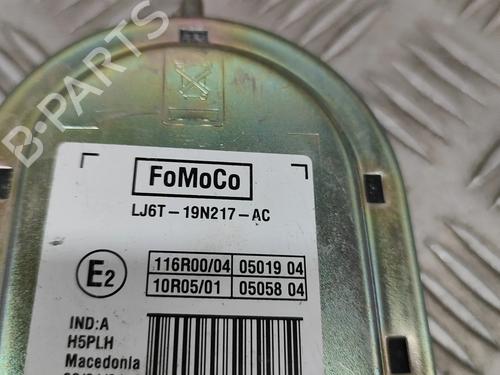 B-PARTS
FoMoCo
LJ6T-19N217-AC
E2
116R00/04 05019 04
10R05/01 05058 04
IND:A
H5PLH
Macedonia